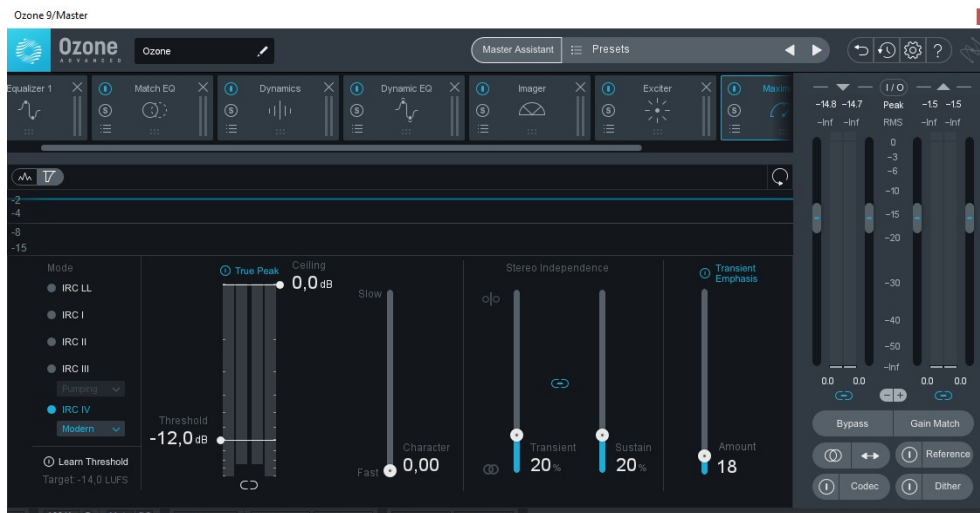 Ozone 9/Master
Ozone
ADVANCED
Ozone
Master Assistant
Presets
?
Equalizer 1
Match EQ
Dynamics
Dynamic EQ
Imager
Exciter
Maxim
S S S S S S
I/O
-14.8 -14.7 Peak -1.5 -1.5
-Inf -Inf RMS -Inf -Inf
0
-3
-6
-10
-15
-20
-30
-40
-50
-Inf
0.0 0.0 0.0 0.0
-2
-4
-8
-15
Mode
IRC LL
IRC I
IRC II
IRC III
Pumping
IRC IV
Modern
Learn Threshold
Target -14,0 LUFS
True Peak
Ceiling
0,0 dB
Threshold
-12,0 dB
Slow
Fast
Character
0,00
Stereo Independence
Transient
20 %
Sustain
20 %
Transient
Emphasis
Amount
18
Bypass
Gain Match
Reference
Codec
Dither